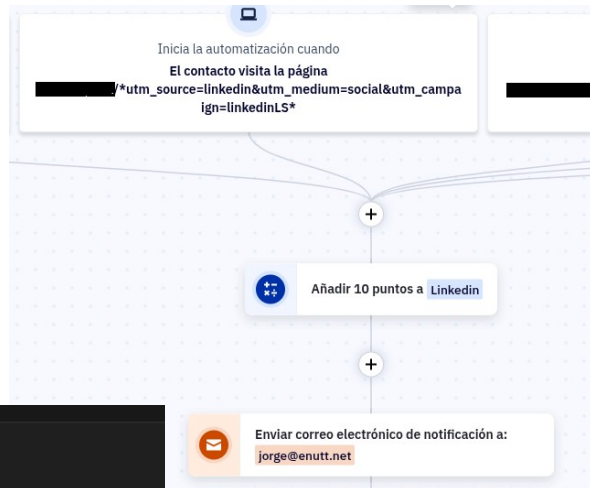 Inicia la automatización cuando
El contacto visita la página
/*utm_source=linkedin&utm_medium=social&utm_campa
ign=linkedinLS*
Añadir 10 puntos a Linkedin
Enviar correo electrónico de notificación a:
jorge@enutt.net